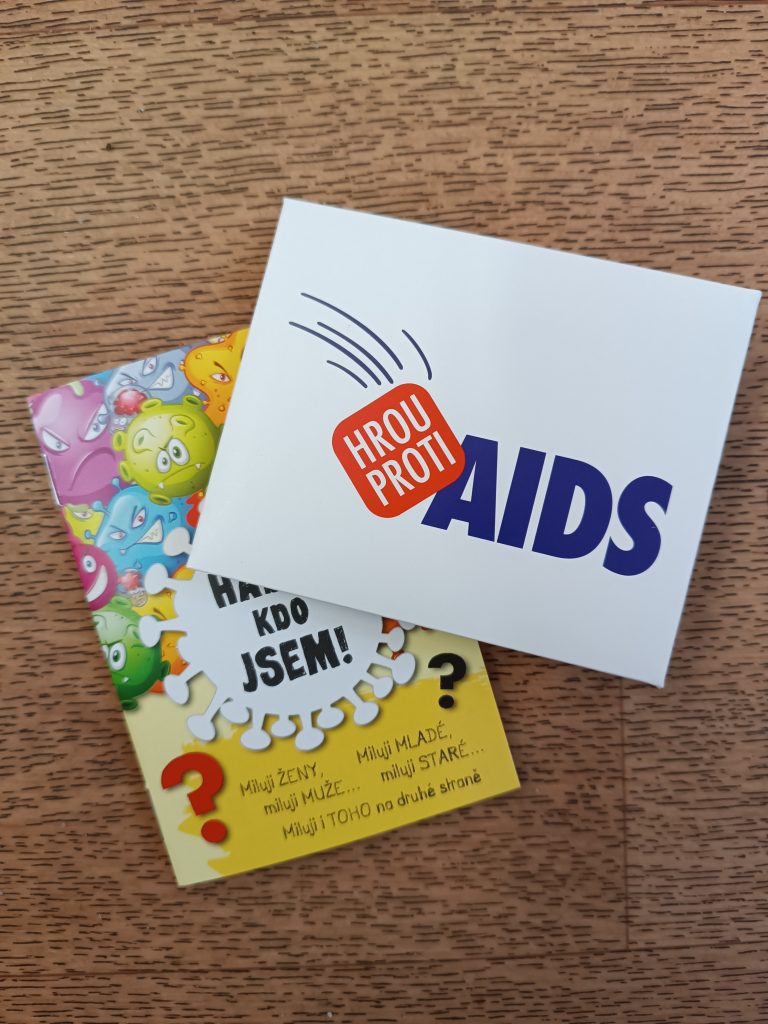 HROU
PROTI
AIDS
KDO
JSEM!
Miluji ŽENY,
miluji MUŽE...
Miluji MLADÉ,
miluji STARÉ...
Miluji i TOHO na druhé straně